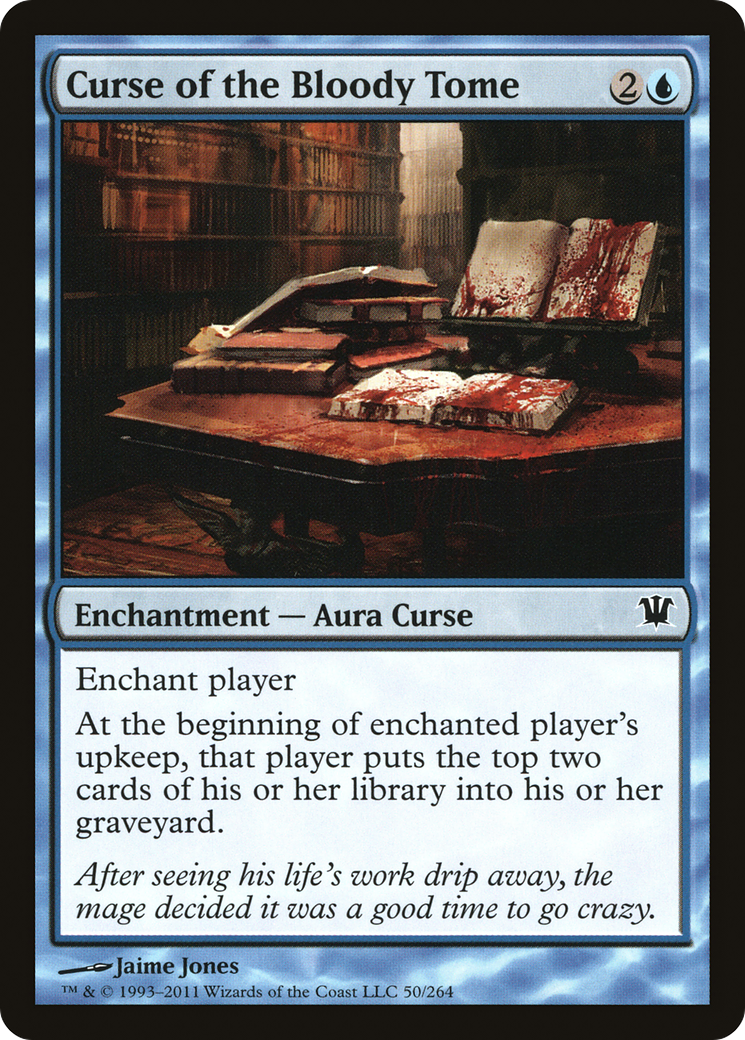 Curse of the Bloody Tome 2
Enchantment — Aura Curse
Enchant player
At the beginning of enchanted player's
upkeep, that player puts the top two
cards of his or her library into his or her
graveyard.
After seeing his life's work drip away, the
mage decided it was a good time to go crazy.
Jaime Jones
™ & © 1993–2011 Wizards of the Coast LLC 50/264